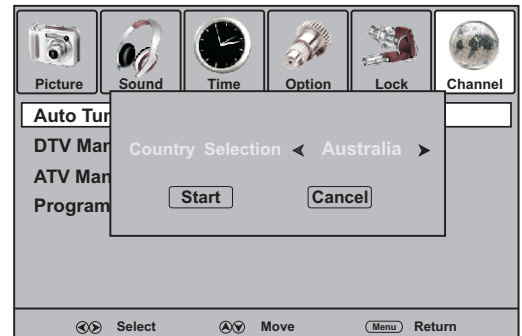 Picture Sound Time Option Lock Channel
Auto Tun
DTV Man
ATV Man
Program
Country Selection Australia
Start Cancel
Select Move Menu Return